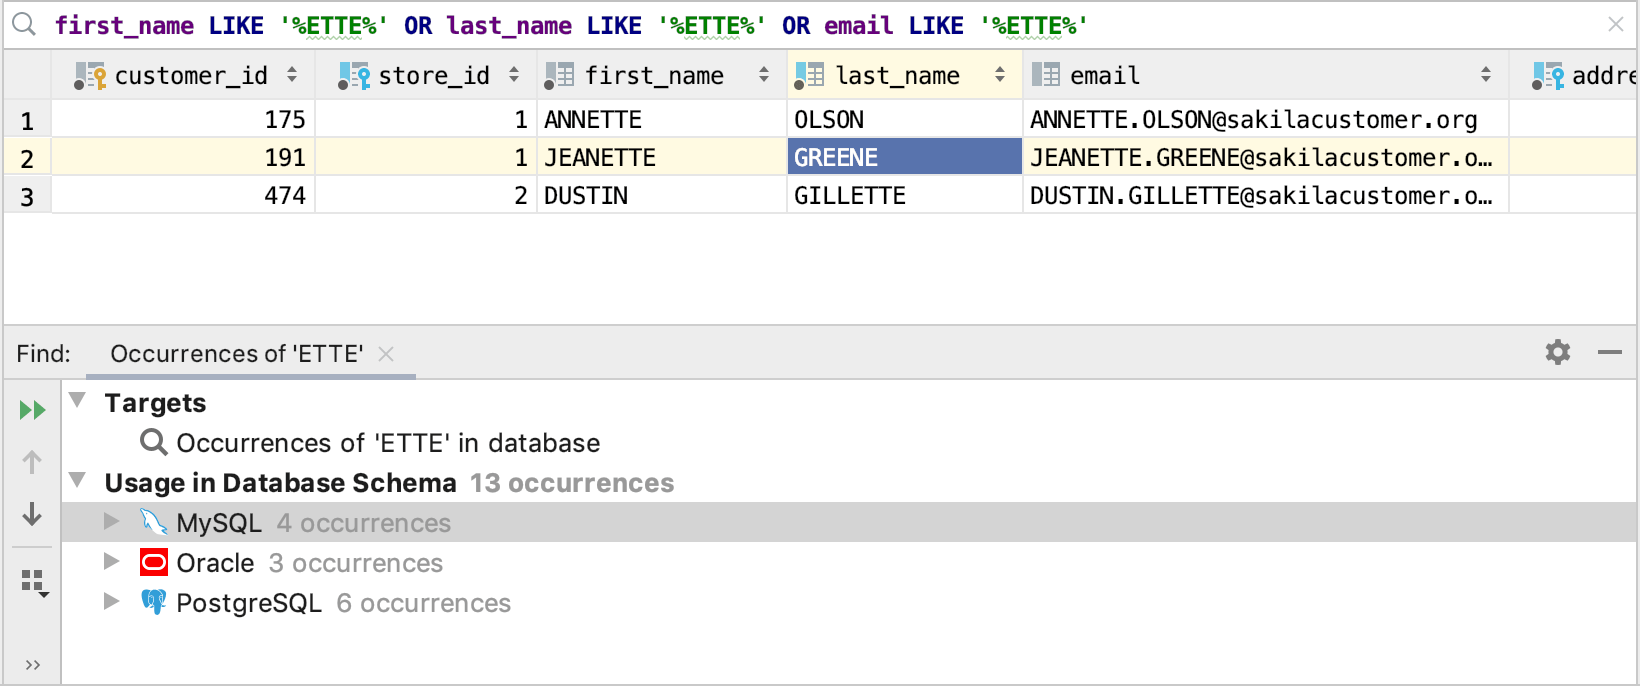 first_name LIKE '%ETTE%' OR last_name LIKE '%ETTE%' OR email LIKE '%ETTE%'
customer_id store_id first_name last_name email addre
1 175 1 ANNETTE OLSON ANNETTE.OLSON@sakilacustomer.org
2 191 1 JEANETTE GREENE JEANETTE.GREENE@sakilacustomer.o…
3 474 2 DUSTIN GILLETTE DUSTIN.GILLETTE@sakilacustomer.o…
Find: Occurrences of 'ETTE'
Targets
Occurrences of 'ETTE' in database
Usage in Database Schema 13 occurrences
MySQL 4 occurrences
Oracle 3 occurrences
PostgreSQL 6 occurrences